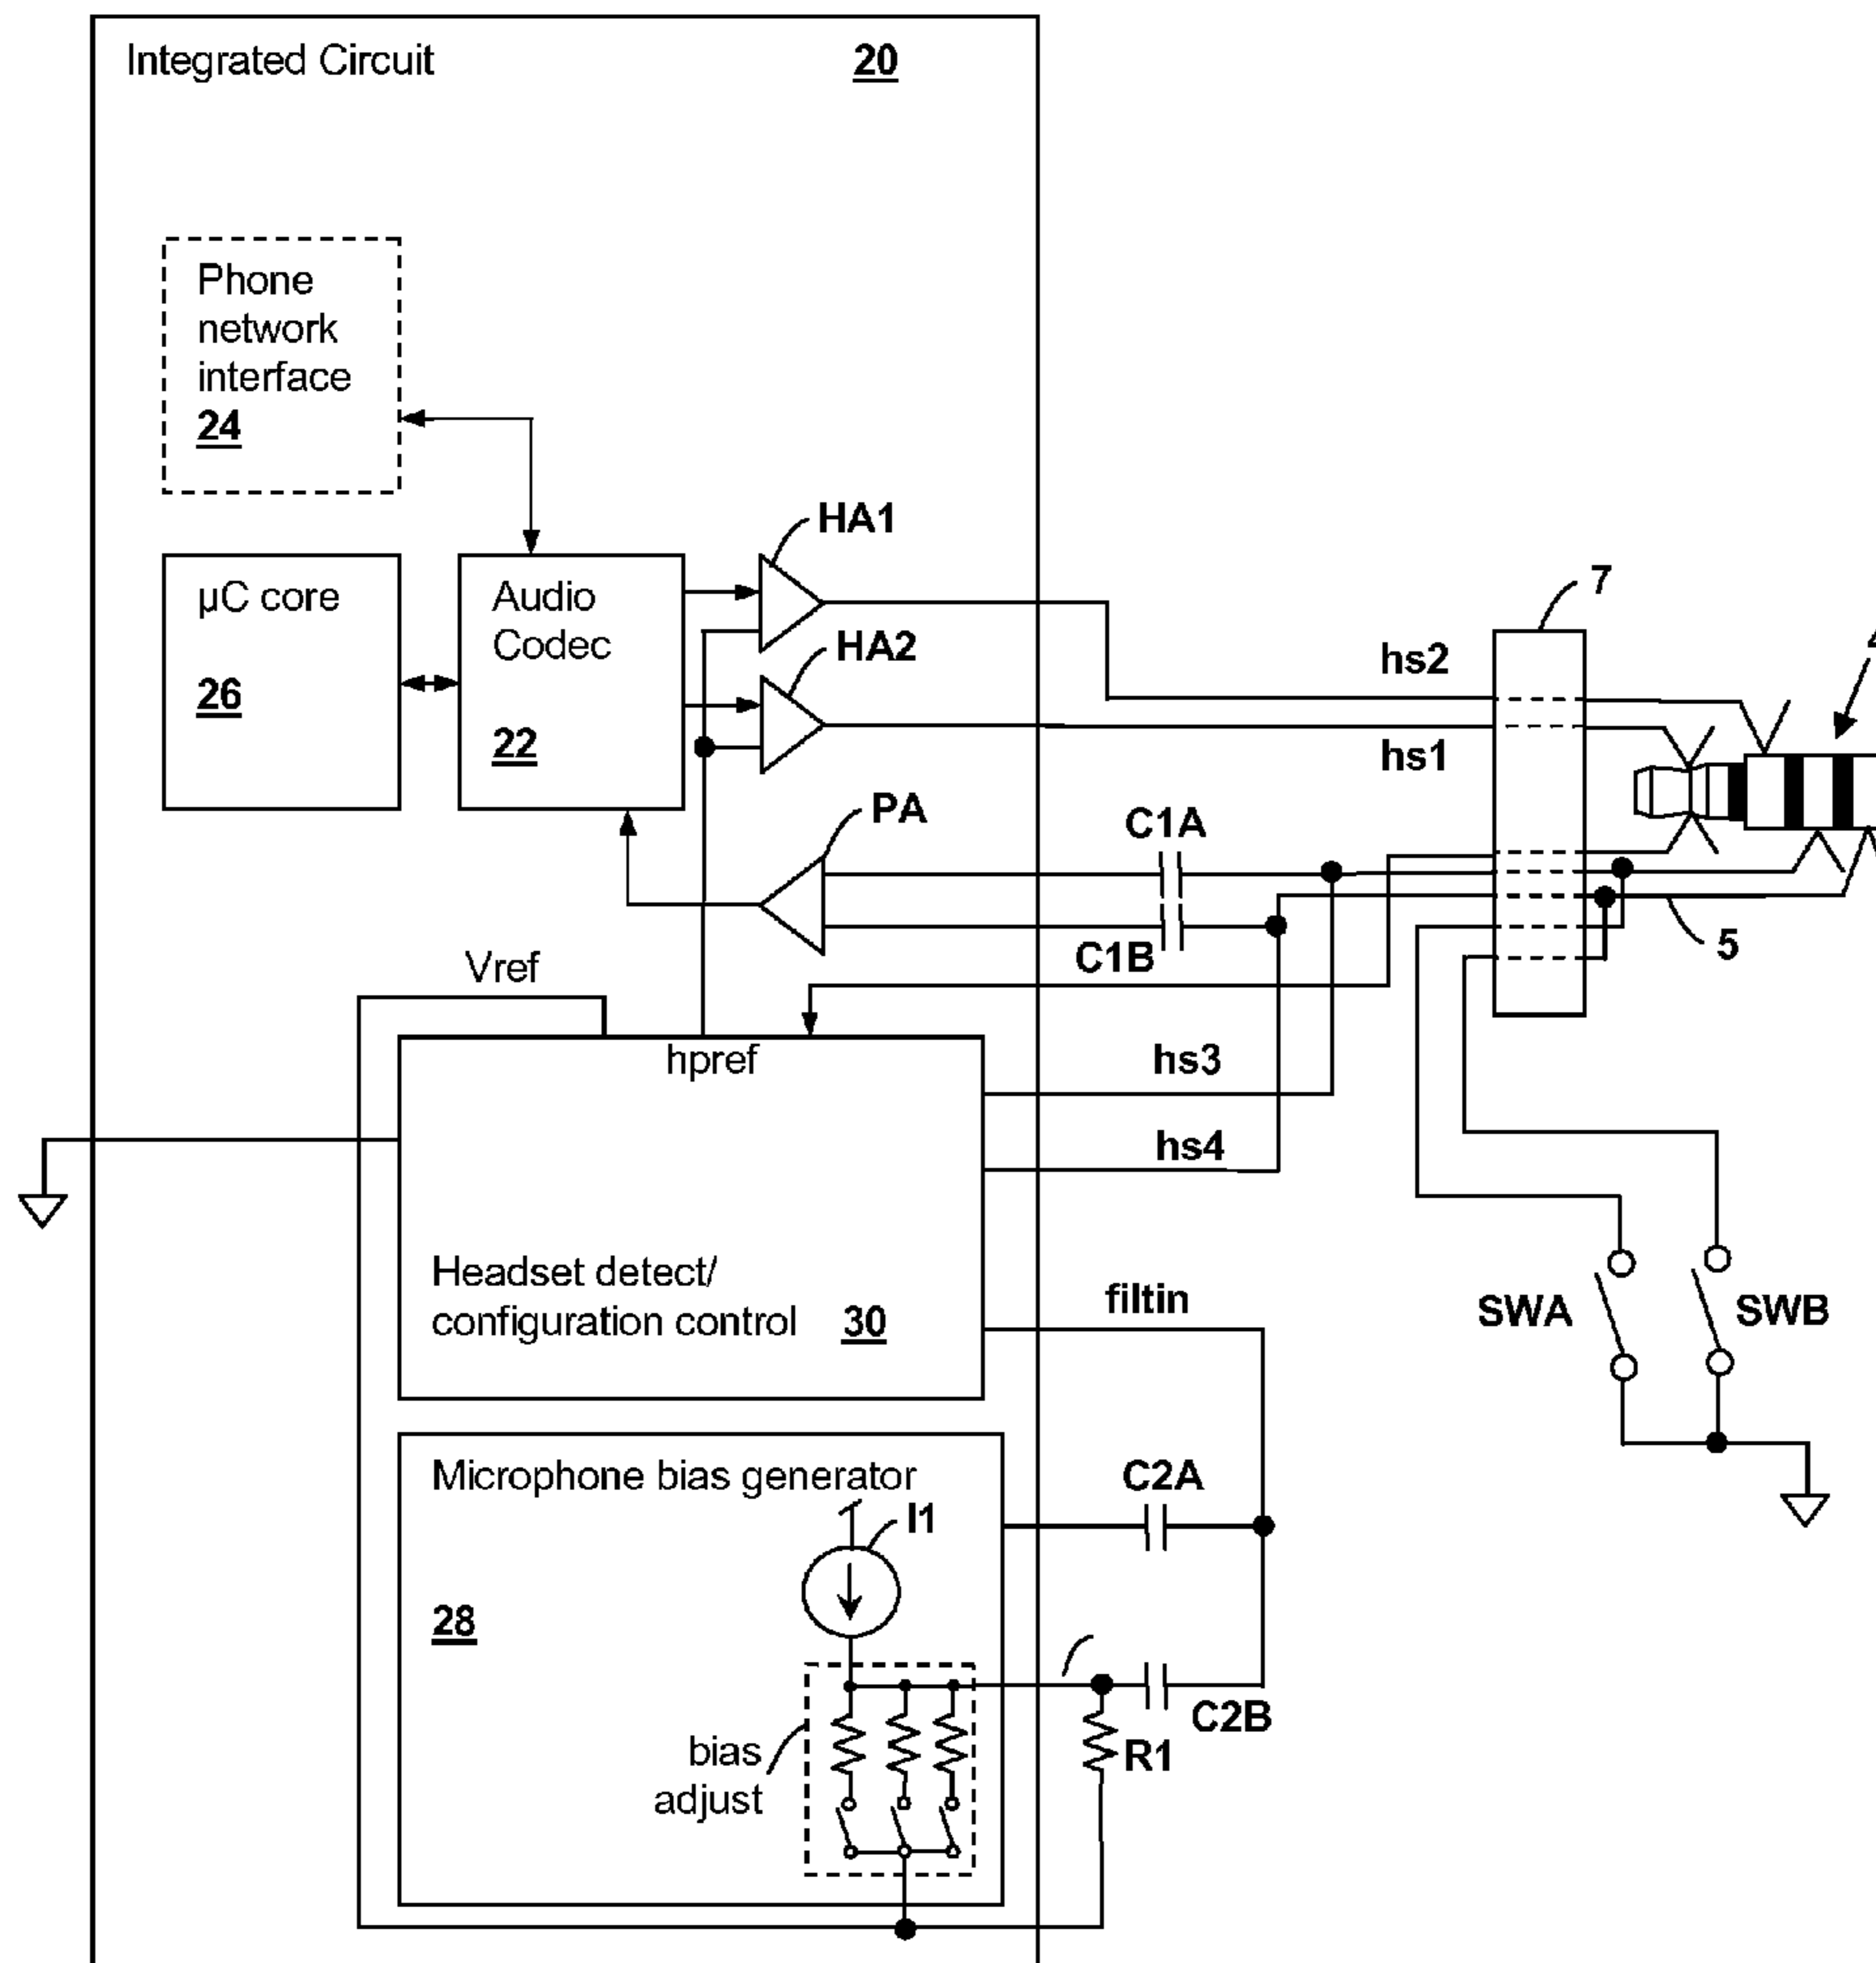 Integrated Circuit 20
Phone
network
interface
24
HA1
µC core
26
Audio
Codec
22
HA2
7
hs2
hs1
PA
C1A
C1B
5
Vref
hpref
hs3
hs4
Headset detect/
configuration control 30
filtin
SWA
SWB
Microphone bias generator
I1
28
C2A
C2B
R1
bias
adjust